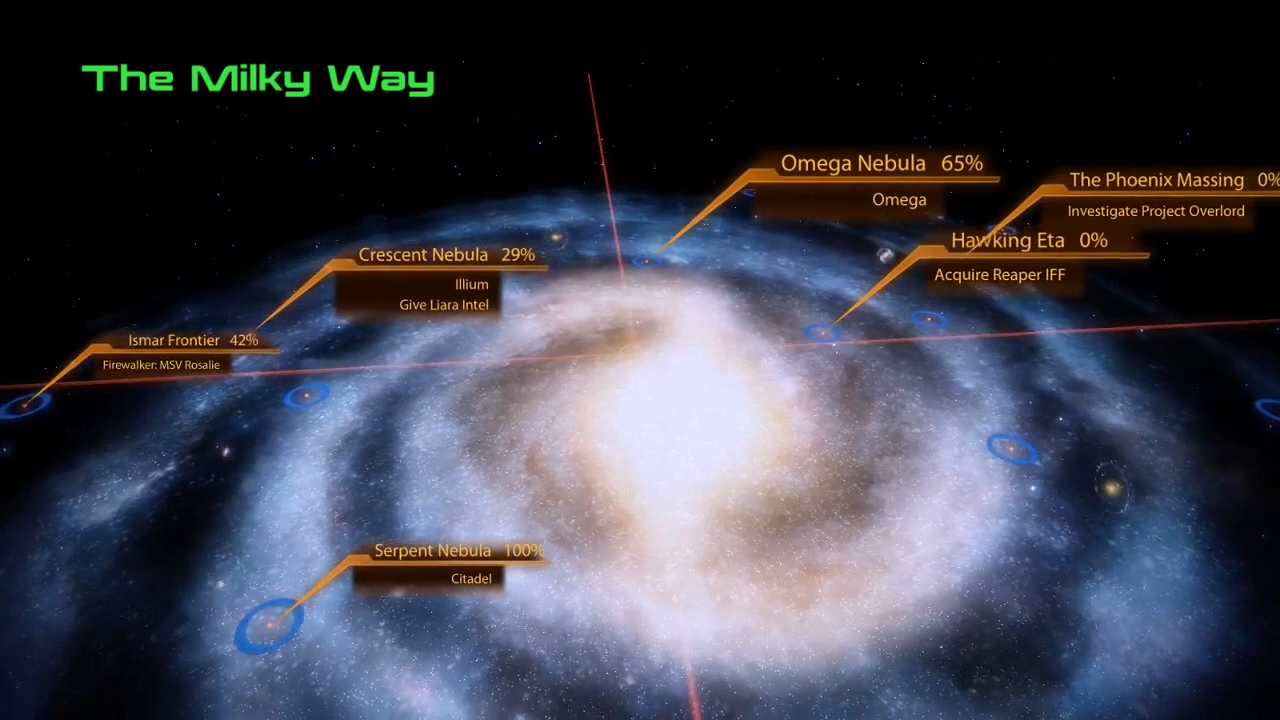 The Milky Way
Omega Nebula 65%
Omega
The Phoenix Massing 0%
Investigate Project Overlord
Hawking Eta 0%
Acquire Reaper IFF
Crescent Nebula 29%
Illium
Give Liara Intel
Ismar Frontier 42%
Firewalker: MSV Rosalie
Serpent Nebula 100%
Citadel